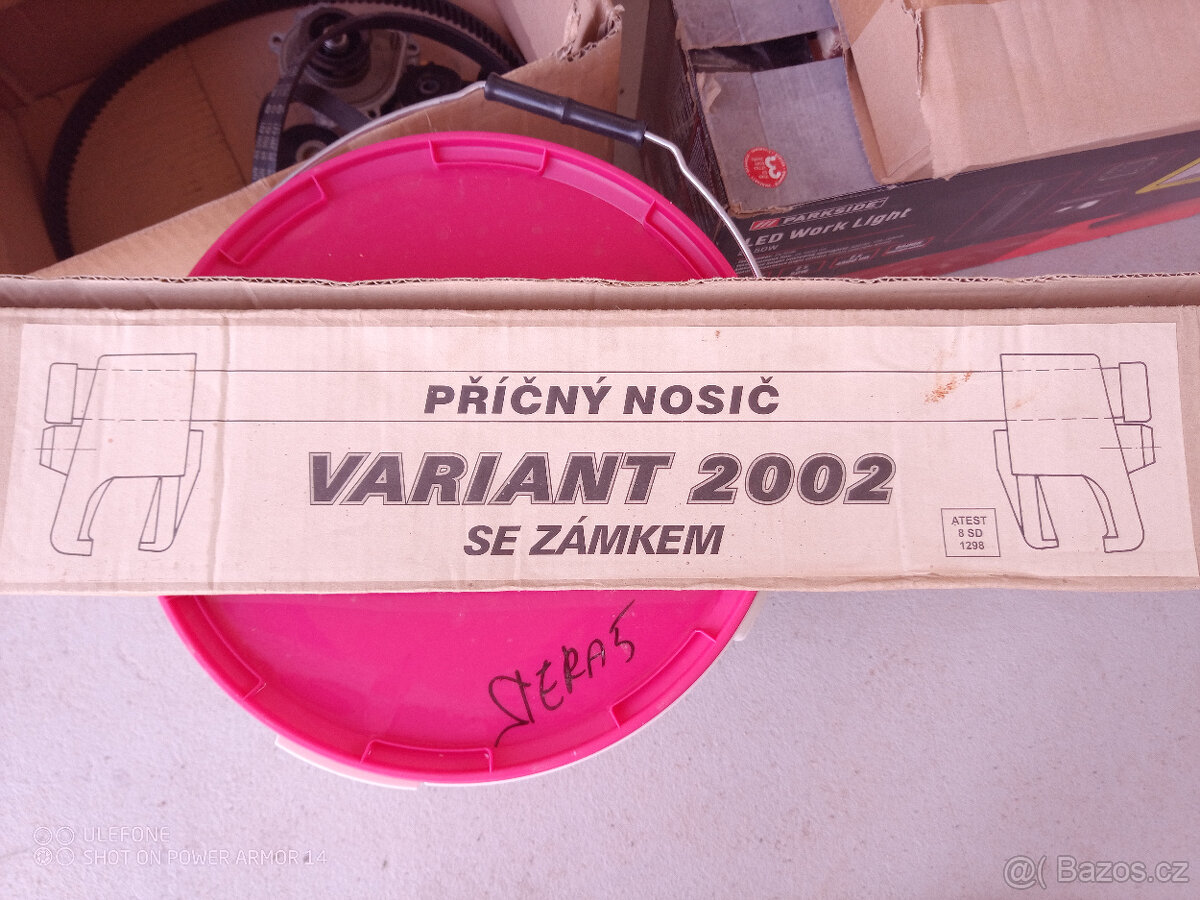 PARKSIDE
LED Work Light
PŘÍČNÝ NOSIČ
VARIANT 2002
SE ZÁMKEM
ATEST
8 SD
1298
ULEFONE
SHOT ON POWER ARMOR 14
@( Bazos.cz